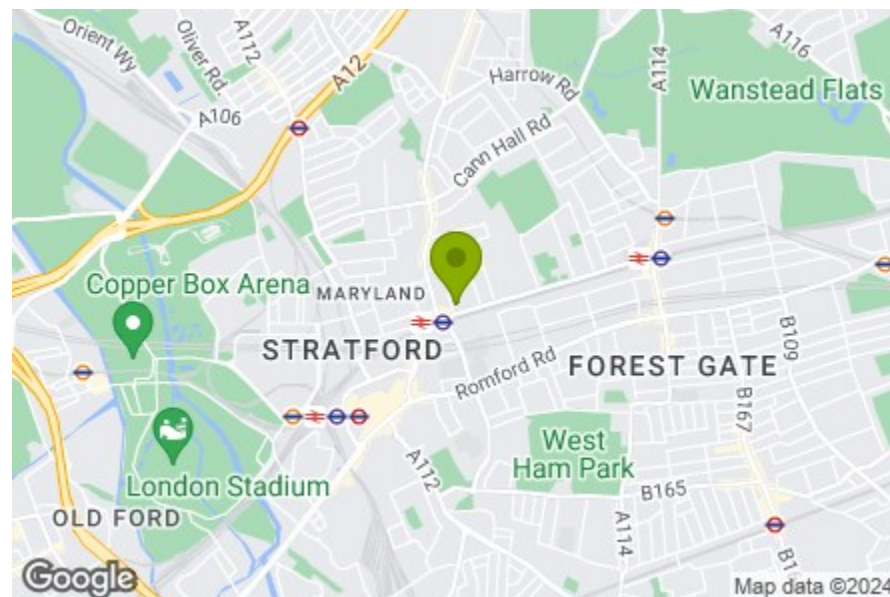 Orient Wy
Oliver Rd.
A112
A12
A106
Harrow Rd
A114
A116
Wanstead Flats
Cann Hall Rd
Copper Box Arena
MARYLAND
STRATFORD
Romford Rd
FOREST GATE
B109
B167
West
Ham Park
A112
London Stadium
B165
A114
OLD FORD
Google
Map data ©2024